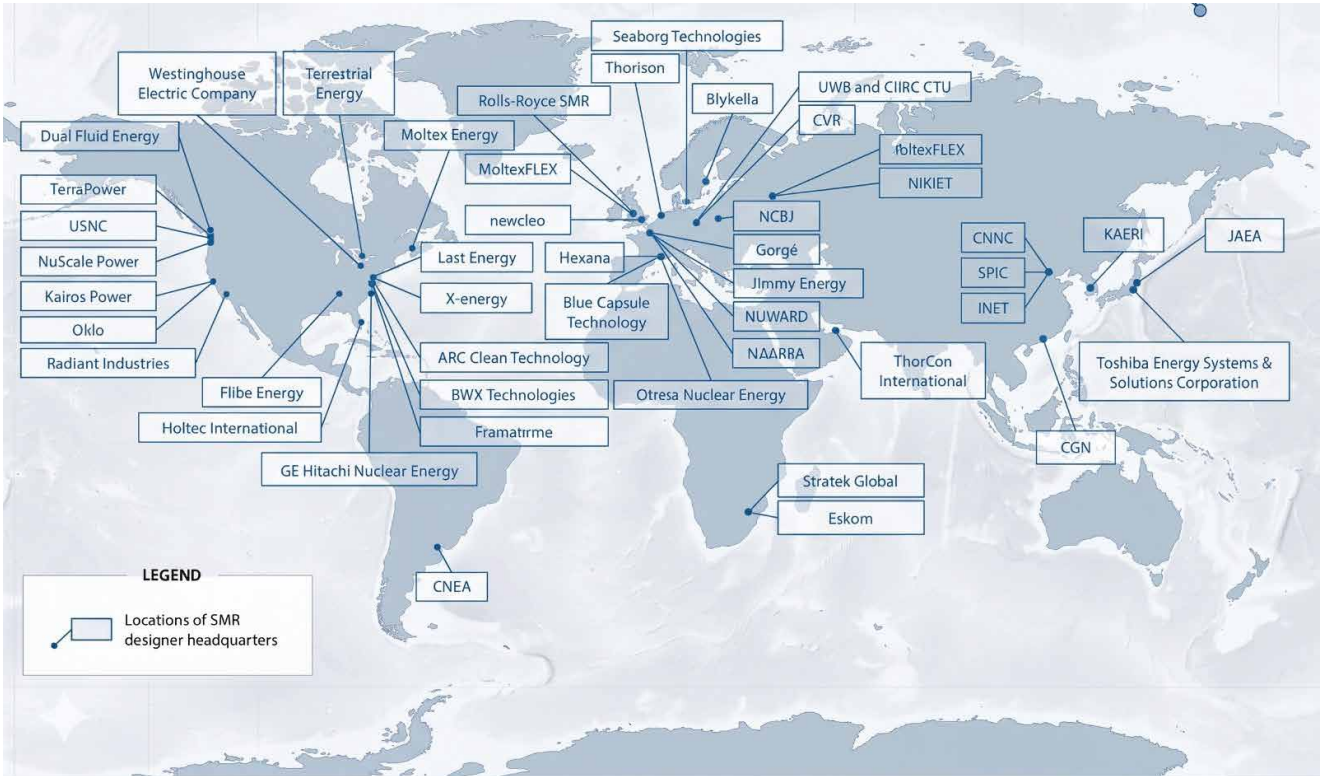 Seaborg Technologies
Thorison
Westinghouse
Electric Company
Terrestrial
Energy
Rolls-Royce SMR
Blykella
UWB and CIIRC CTU
CVR
Dual Fluid Energy
Moltex Energy
MoltexFLEX
NIKIET
TerraPower
USNC
newcleo
NCBJ
NuScale Power
Last Energy
Hexana
Gorgé
CNNC
KAERI
JAEA
Kairos Power
X-energy
Blue Capsule
Technology
JImmy Energy
SPIC
Oklo
NUWARD
INET
Radiant Industries
ARC Clean Technology
ThorCon
International
Toshiba Energy Systems &
Solutions Corporation
Flibe Energy
BWX Technologies
Otresa Nuclear Energy
Holtec International
CGN
GE Hitachi Nuclear Energy
Stratek Global
Eskom
CNEA
LEGEND
Locations of SMR
designer headquarters